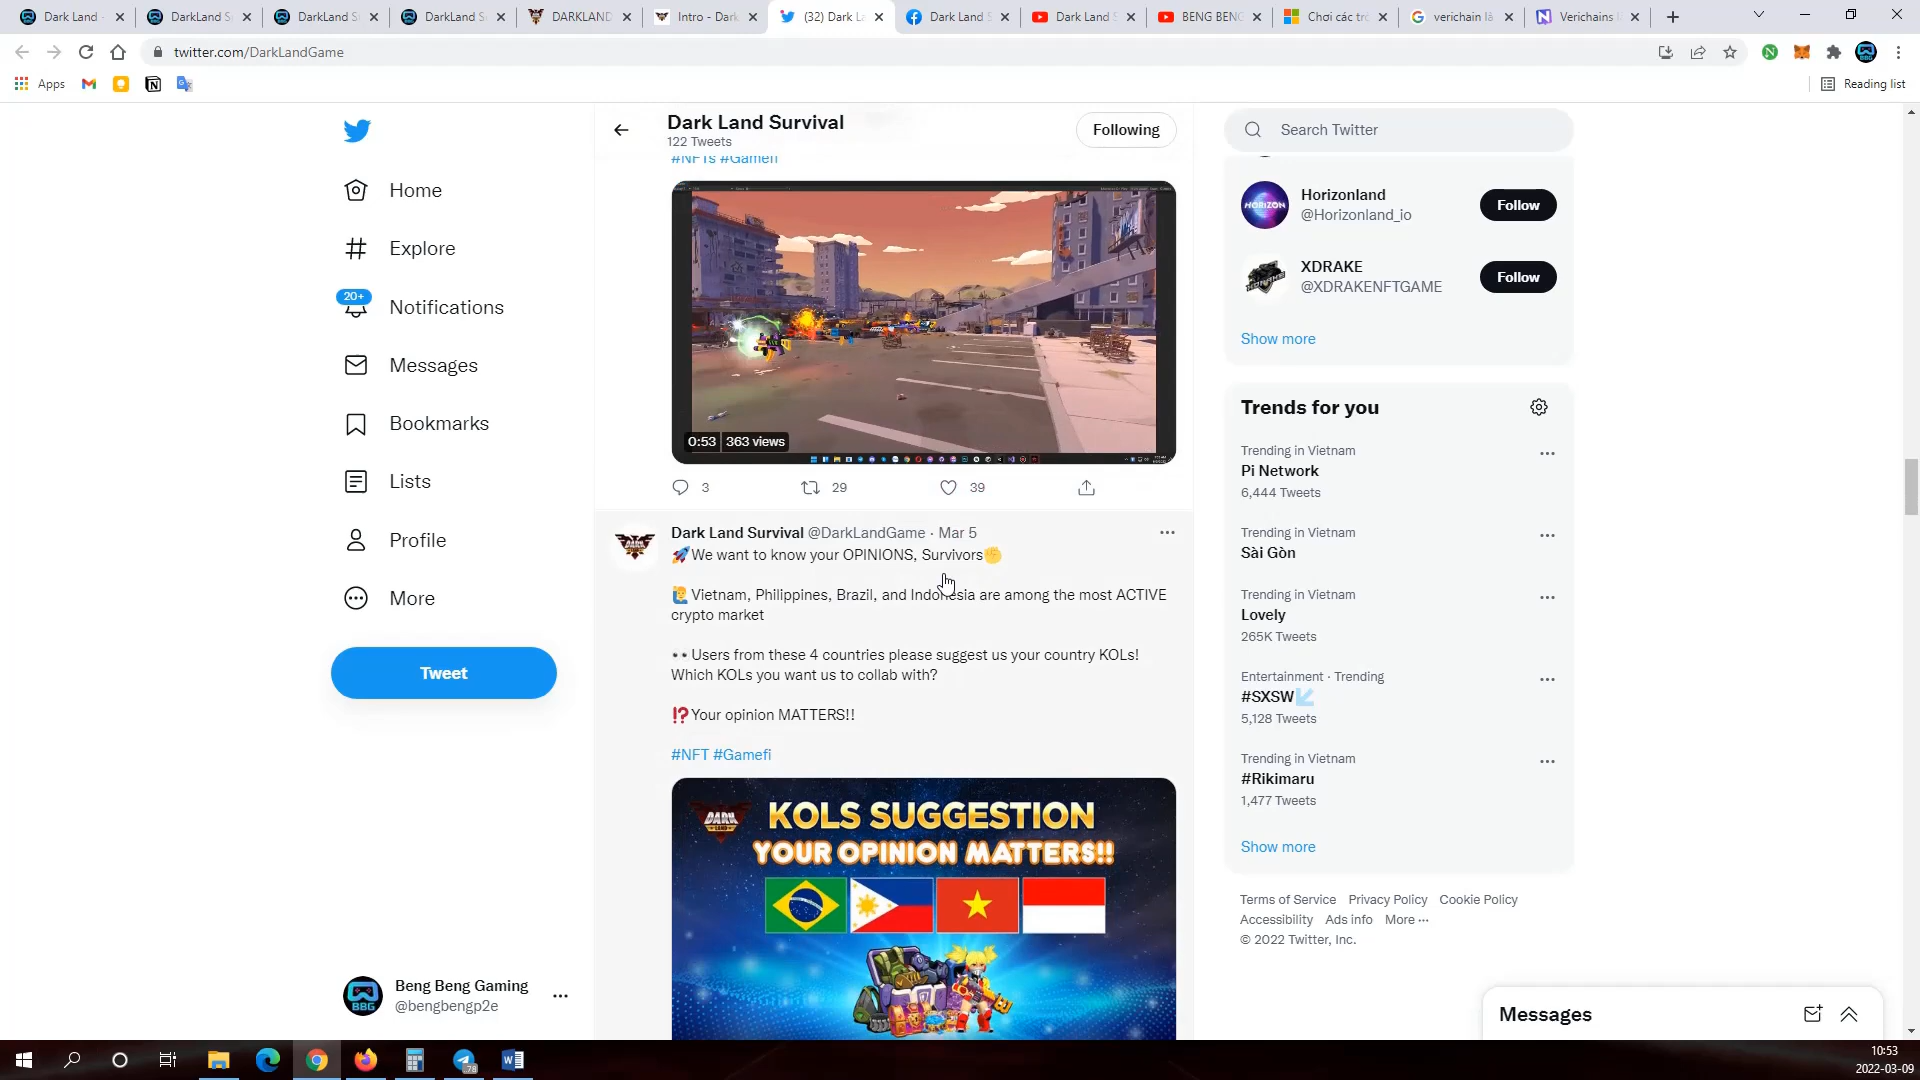 Dark Land -
DarkLand S
DarkLand S
DarkLand S
DARKLAND
Intro - Dark
(32) Dark L
Dark Land S
Dark Land S
BENG BENG
Chơi các trò
verichain là
Verichains
twitter.com/DarkLandGame
Apps
Reading list
Dark Land Survival
122 Tweets
Following
#NFTs #Gamefi
0:53 363 views
3 29 39
Home
Explore
20+
Notifications
Messages
Bookmarks
Lists
Profile
More
Tweet
Beng Beng Gaming
@bengbengp2e
BBG
Dark Land Survival @DarkLandGame · Mar 5
🚀We want to know your OPINIONS, Survivors✊
🙋‍♂️Vietnam, Philippines, Brazil, and Indonesia are among the most ACTIVE
crypto market
👀Users from these 4 countries please suggest us your country KOLs!
Which KOLs you want us to collab with?
⁉️Your opinion MATTERS!!
#NFT #Gamefi
DARK
LAND
KOLS SUGGESTION
YOUR OPINION MATTERS!!
Search Twitter
HORIZON
Horizonland
@Horizonland_io
Follow
XDRAKE
@XDRAKENFTGAME
Follow
Show more
Trends for you
Trending in Vietnam
Pi Network
6,444 Tweets
Trending in Vietnam
Sài Gòn
Trending in Vietnam
Lovely
265K Tweets
Entertainment · Trending
#SXSW
5,128 Tweets
Trending in Vietnam
#Rikimaru
1,477 Tweets
Show more
Terms of Service Privacy Policy Cookie Policy
Accessibility Ads info More ···
© 2022 Twitter, Inc.
Messages
78
10:53
2022-03-09